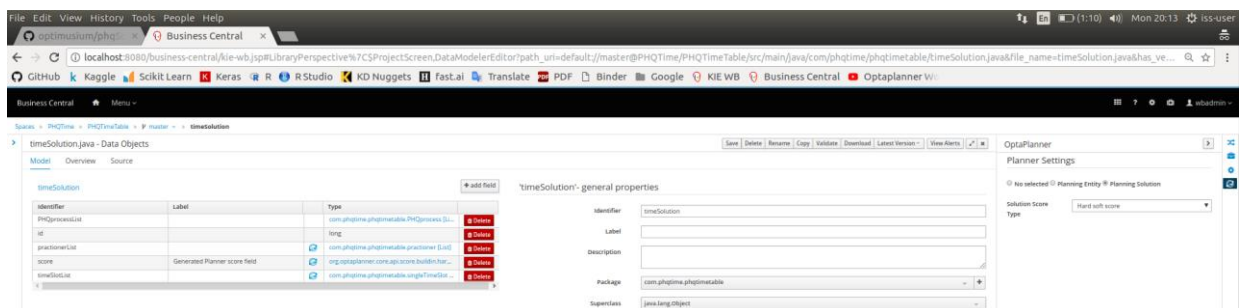 File Edit View History Tools People Help
En (1:10) Mon 20:13 iss-user
optimusium/phqS Business Central
localhost:8080/business-central/kie-wb.jsp#LibraryPerspective%7C$ProjectScreen,DataModelerEditor?path_uri=default://master@PHQTime/PHQTimeTable/src/main/java/com/phqtime/phqtimetable/timeSolution.java&file_name=timeSolution.java&has_ve...
GitHub Kaggle Scikit Learn Keras R RStudio KD Nuggets fast.ai Translate PDF Binder Google KIE WB Business Central Optaplanner
Business Central Menu wbadmin
Spaces » PHQTime » PHQTimeTable » master » timeSolution
timeSolution.java - Data Objects
Save Delete Rename Copy Validate Download Latest Version View Alerts
OptaPlanner
Model Overview Source
Planner Settings
timeSolution
+ add field
'timeSolution'- general properties
No selected Planning Entity Planning Solution
Identifier Label Type
PHQprocessList com.phqtime.phqtimetable.PHQprocess [Li... Delete
id long Delete
practionerList com.phqtime.phqtimetable.practioner [List] Delete
score Generated Planner score field org.optaplanner.core.api.score.buildin.har... Delete
timeSlotList com.phqtime.phqtimetable.singleTimeSlot ... Delete
Identifier timeSolution
Label
Description
Package com.phqtime.phqtimetable +
Superclass java.lang.Object
Solution Score Type Hard soft score